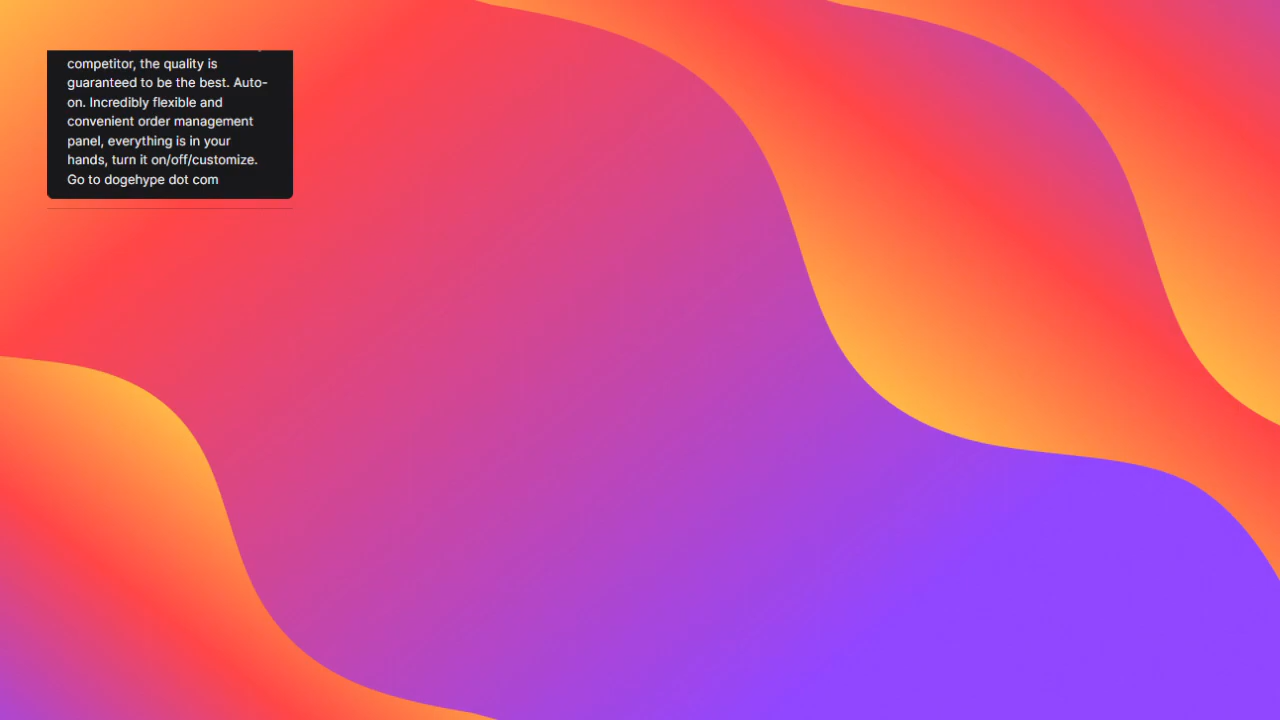 competitor, the quality is
guaranteed to be the best. Auto-
on. Incredibly flexible and
convenient order management
panel, everything is in your
hands, turn it on/off/customize.
Go to dogehype dot com